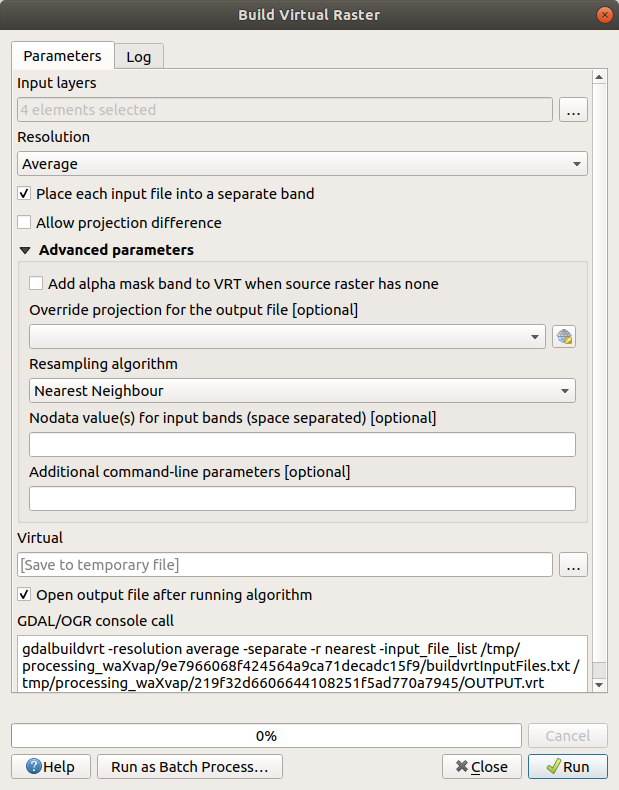 Build Virtual Raster
Parameters
Log
Input layers
4 elements selected
...
Resolution
Average
Place each input file into a separate band
Allow projection difference
Advanced parameters
Add alpha mask band to VRT when source raster has none
Override projection for the output file [optional]
Resampling algorithm
Nearest Neighbour
Nodata value(s) for input bands (space separated) [optional]
Additional command-line parameters [optional]
Virtual
[Save to temporary file]
...
Open output file after running algorithm
GDAL/OGR console call
gdalbuildvrt -resolution average -separate -r nearest -input_file_list /tmp/
processing_waXvap/9e7966068f424564a9ca71decadc15f9/buildvrtInputFiles.txt /
tmp/processing_waXvap/219f32d6606644108251f5ad770a7945/OUTPUT.vrt
0%
Cancel
Help
Run as Batch Process...
Close
Run